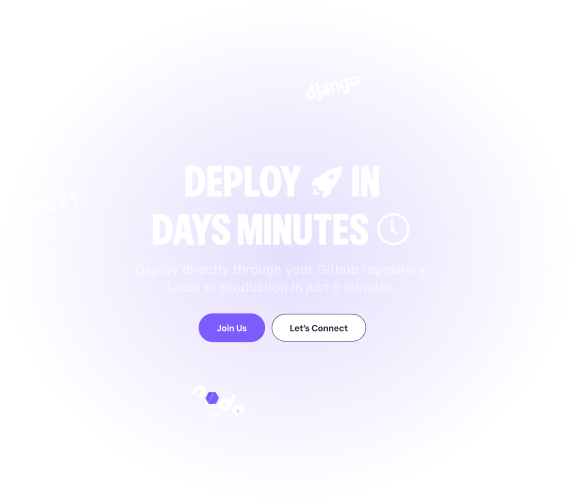 django
DEPLOY 🚀 IN
NEXT.
DAYS MINUTES
Deploy directly through your Github repository.
Local to production in just 5 minutes.
Join Us
Let's Connect
node